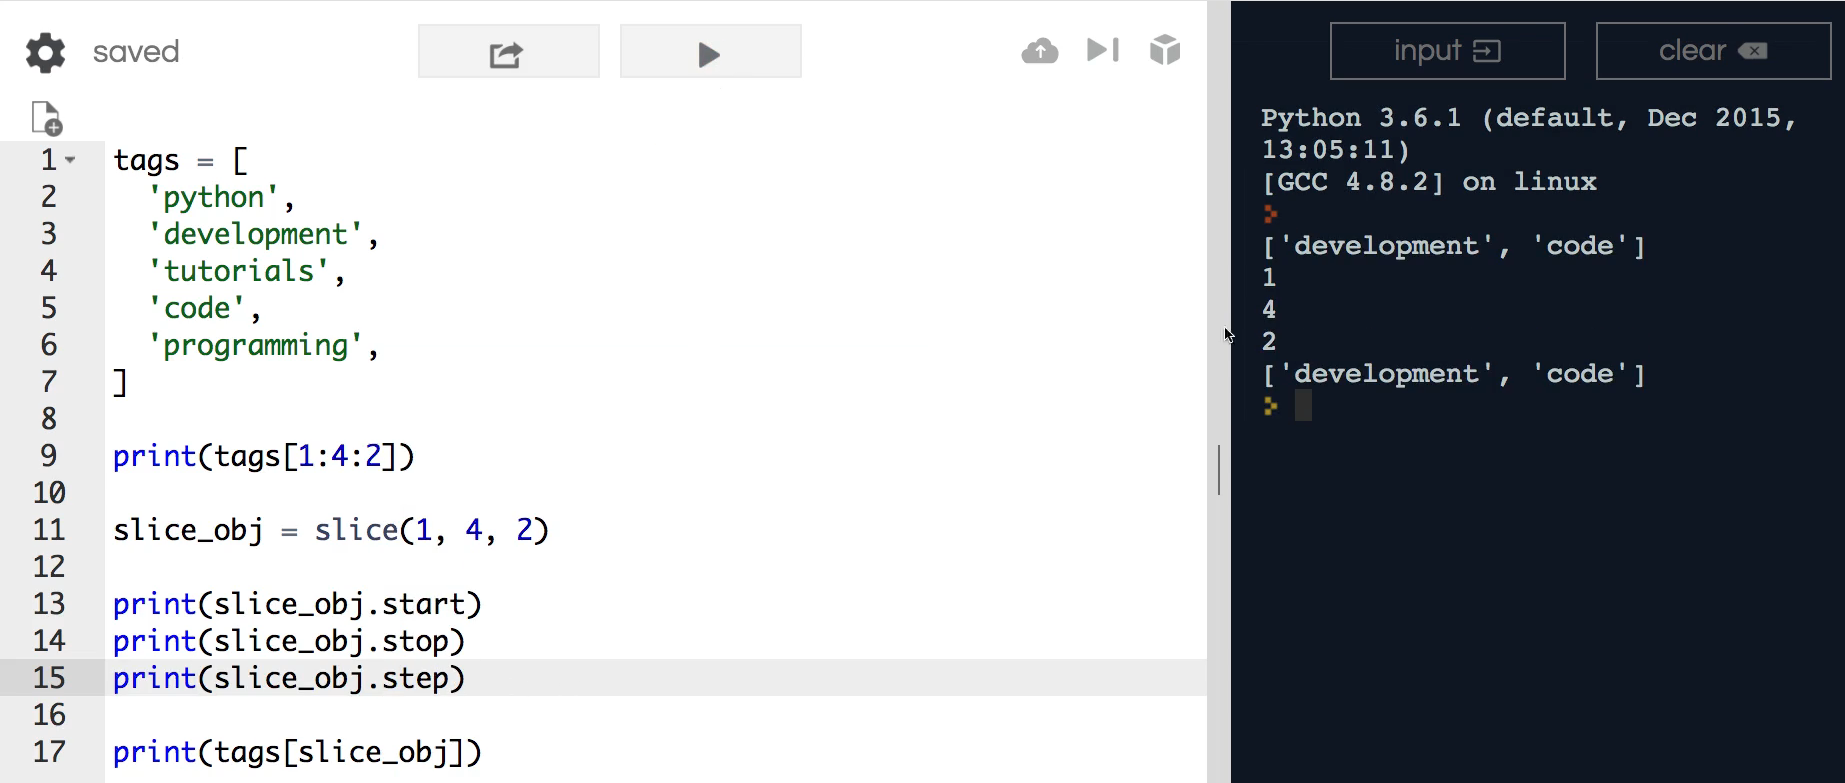 saved
input
clear
1 tags = [
2 'python',
3 'development',
4 'tutorials',
5 'code',
6 'programming',
7 ]
8
9 print(tags[1:4:2])
10
11 slice_obj = slice(1, 4, 2)
12
13 print(slice_obj.start)
14 print(slice_obj.stop)
15 print(slice_obj.step)
16
17 print(tags[slice_obj])
Python 3.6.1 (default, Dec 2015,
13:05:11)
[GCC 4.8.2] on linux
['development', 'code']
1
4
2
['development', 'code']